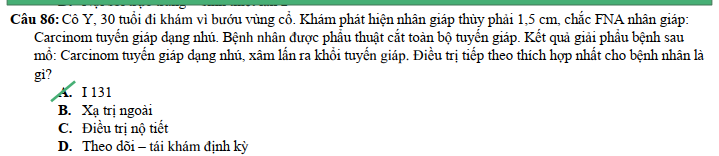 Câu 86: Cô Y, 30 tuổi đi khám vì bướu vùng cổ. Khám phát hiện nhân giáp thùy phải 1,5 cm, chắc FNA nhân giáp:
Carcinom tuyến giáp dạng nhú. Bệnh nhân được phẫu thuật cắt toàn bộ tuyến giáp. Kết quả giải phẫu bệnh sau
mổ: Carcinom tuyến giáp dạng nhú, xâm lấn ra khỏi tuyến giáp. Điều trị tiếp theo thích hợp nhất cho bệnh nhân là
gì?
A. I 131
B. Xạ trị ngoài
C. Điều trị nộ tiết
D. Theo dõi – tái khám định kỳ